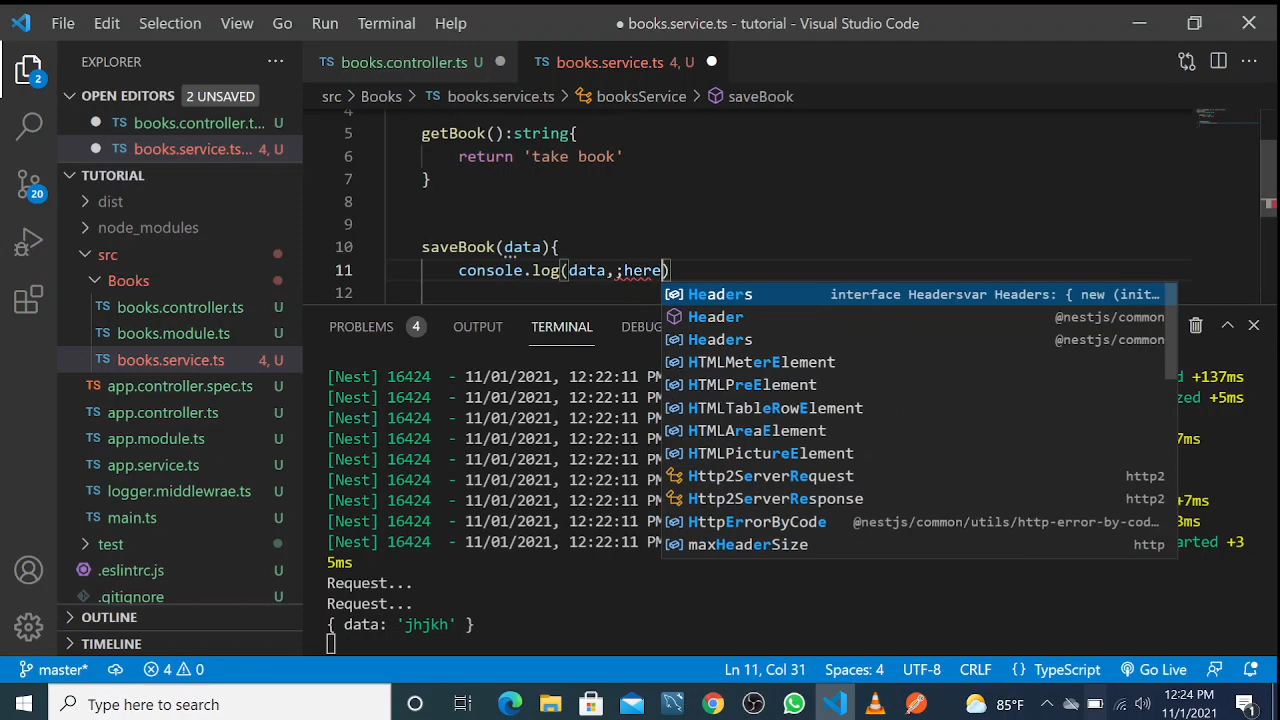 File Edit Selection View Go Run Terminal Help
● books.service.ts - tutorial - Visual Studio Code
EXPLORER
TS books.controller.ts U
TS books.service.ts 4, U
OPEN EDITORS 2 UNSAVED
src > Books > TS books.service.ts > booksService > saveBook
TS books.controller.t... U
TS books.service.ts... 4, U
TUTORIAL
dist
node_modules
src
Books
TS books.controller.ts U
TS books.module.ts U
TS books.service.ts 4, U
TS app.controller.spec.ts U
TS app.controller.ts U
TS app.module.ts U
TS app.service.ts U
TS logger.middlewrae.ts U
TS main.ts U
test
.eslintrc.js U
.gitignore U
OUTLINE
TIMELINE
2
20
4
5 getBook():string{
6 return 'take book'
7 }
8
9
10 saveBook(data){
11 console.log(data,;here)
12
Headers interface Headersvar Headers: { new (init...
Header @nestjs/common
Headers @nestjs/common
HTMLMeterElement
HTMLPreElement
HTMLTableRowElement
HTMLAreaElement
HTMLPictureElement
Http2ServerRequest http2
Http2ServerResponse http2
HttpErrorByCode @nestjs/common/utils/http-error-by-cod...
maxHeaderSize http
PROBLEMS 4 OUTPUT TERMINAL DEBUG
[Nest] 16424 - 11/01/2021, 12:22:11 PM +137ms
[Nest] 16424 - 11/01/2021, 12:22:11 PM +5ms
[Nest] 16424 - 11/01/2021, 12:22:11 PM
[Nest] 16424 - 11/01/2021, 12:22:11 PM 7ms
[Nest] 16424 - 11/01/2021, 12:22:11 PM
[Nest] 16424 - 11/01/2021, 12:22:11 PM
[Nest] 16424 - 11/01/2021, 12:22:11 PM +7ms
[Nest] 16424 - 11/01/2021, 12:22:11 PM 3ms
[Nest] 16424 - 11/01/2021, 12:22:11 PM arted +3
5ms
Request...
Request...
{ data: 'jhjkh' }
master* 4 0 Ln 11, Col 31 Spaces: 4 UTF-8 CRLF {} TypeScript Go Live
Type here to search
85°F
12:24 PM
11/1/2021
1